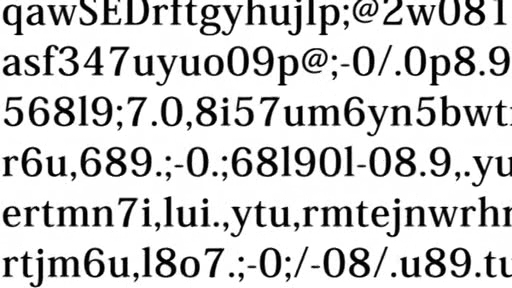 qawSEDrftgyhujlp;@2w081
asf347uyuo09p@;-0/.0p8.9
568l9;7.0,8i57um6yn5bwt
r6u,689.;-0.;68l90l-08.9,.yu
ertmn7i,lui.,ytu,rmtejnwrhr
rtjm6u,l8o7.;-0;/-08/.u89.tu